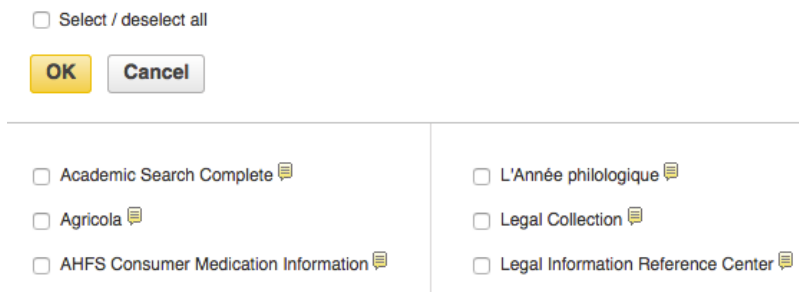 Select / deselect all
OK Cancel
Academic Search Complete
Agricola
AHFS Consumer Medication Information
L'Année philologique
Legal Collection
Legal Information Reference Center